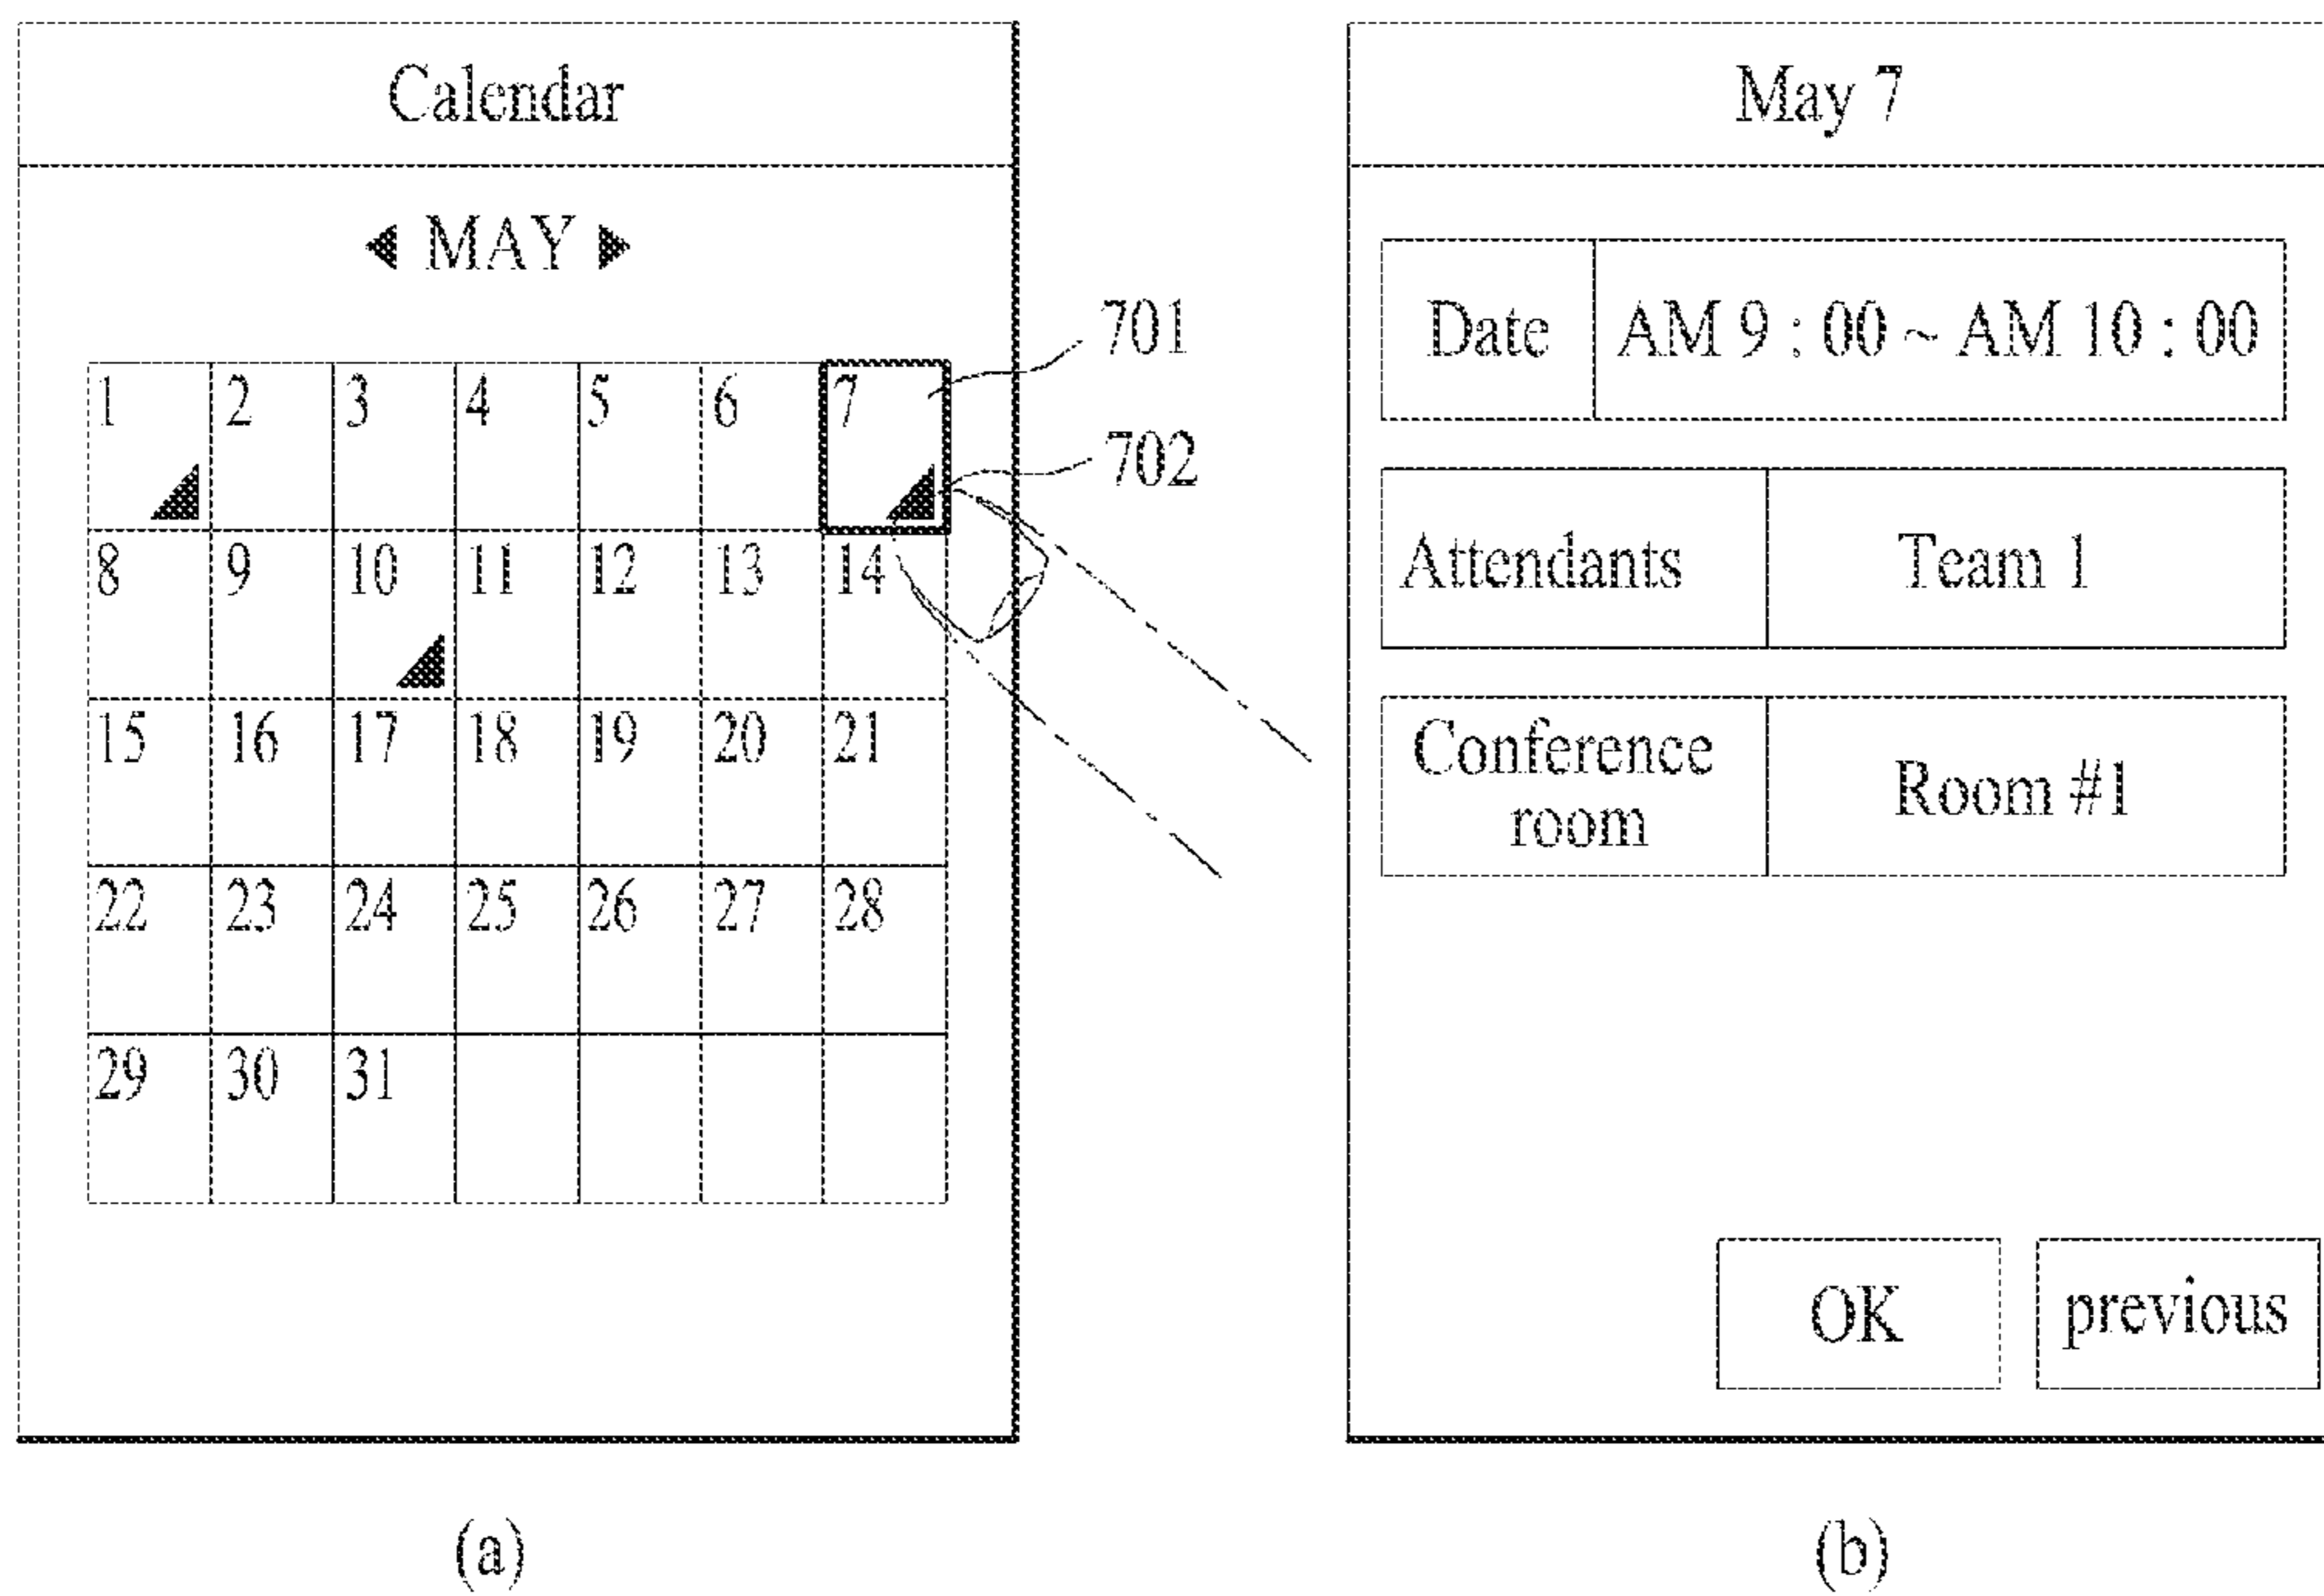 Calendar
◀ MAY ▶
1 2 3 4 5 6 7
8 9 10 11 12 13 14
15 16 17 18 19 20 21
22 23 24 25 26 27 28
29 30 31
701
702
(a)
May 7
Date AM 9 : 00 ~ AM 10 : 00
Attendants Team 1
Conference
room
Room #1
OK previous
(b)